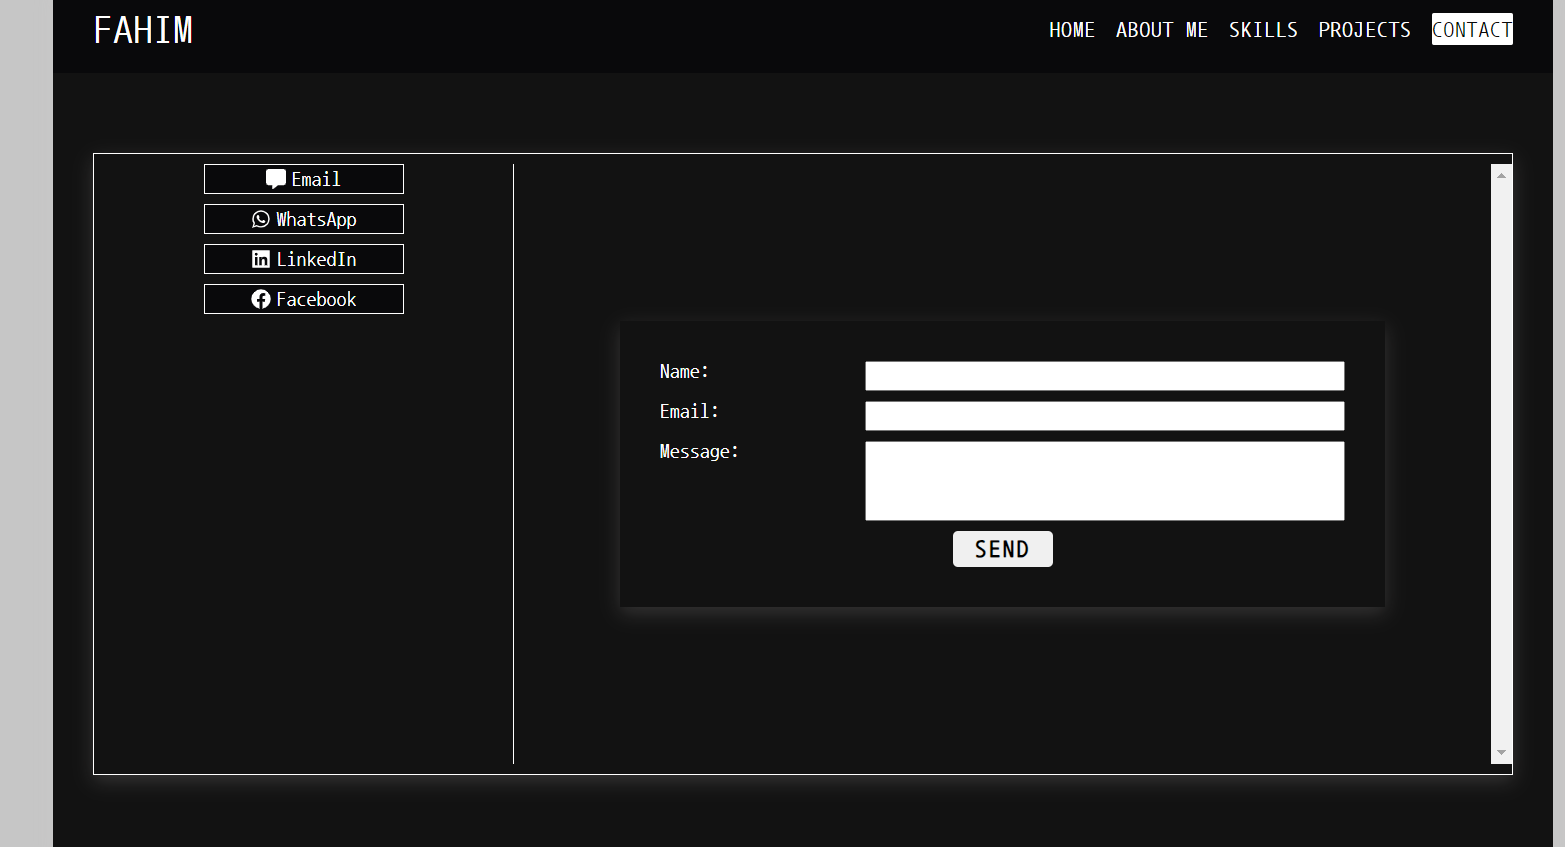 FAHIM
HOME ABOUT ME SKILLS PROJECTS CONTACT
Email
WhatsApp
LinkedIn
Facebook
Name:
Email:
Message:
SEND